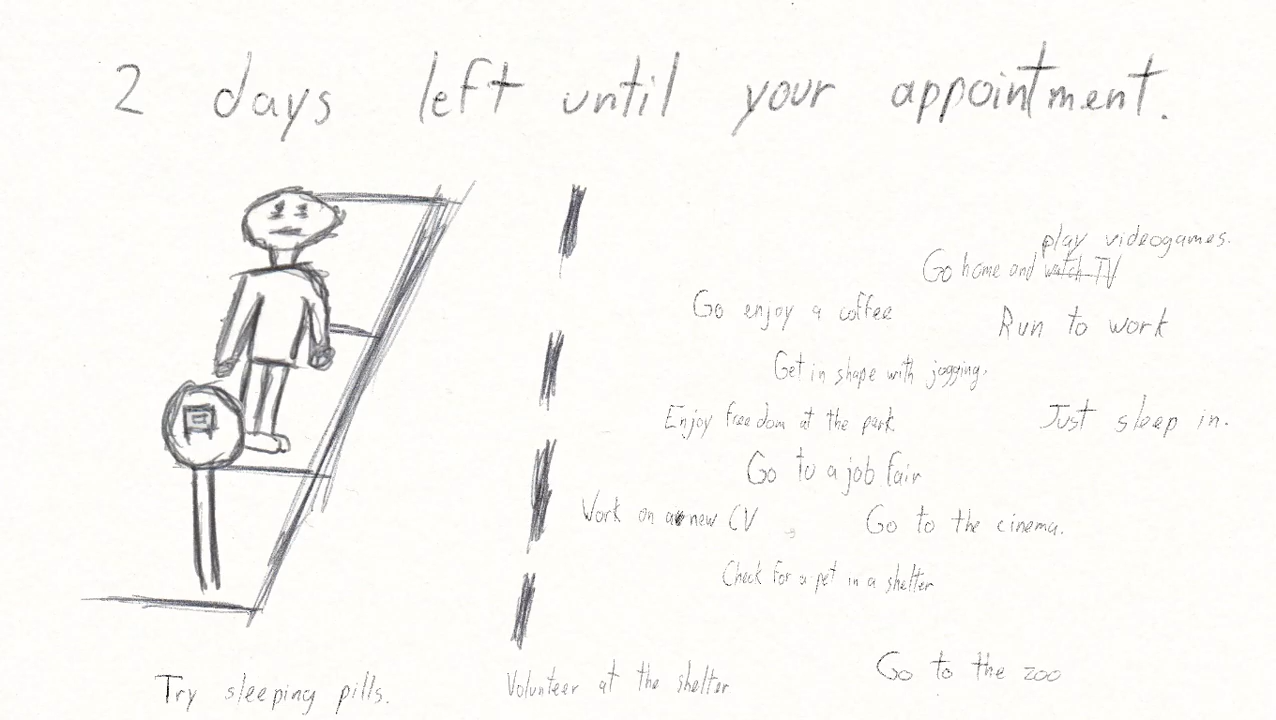 2 days left until your appointment.
play videogames.
Go home and watch TV
Go enjoy a coffee
Run to work
Get in shape with jogging.
Enjoy freedom at the park.
Just sleep in.
Go to a job fair
Work on a new CV
Go to the cinema.
Check for a pet in a shelter
Go to the zoo
Try sleeping pills.
Volunteer at the shelter